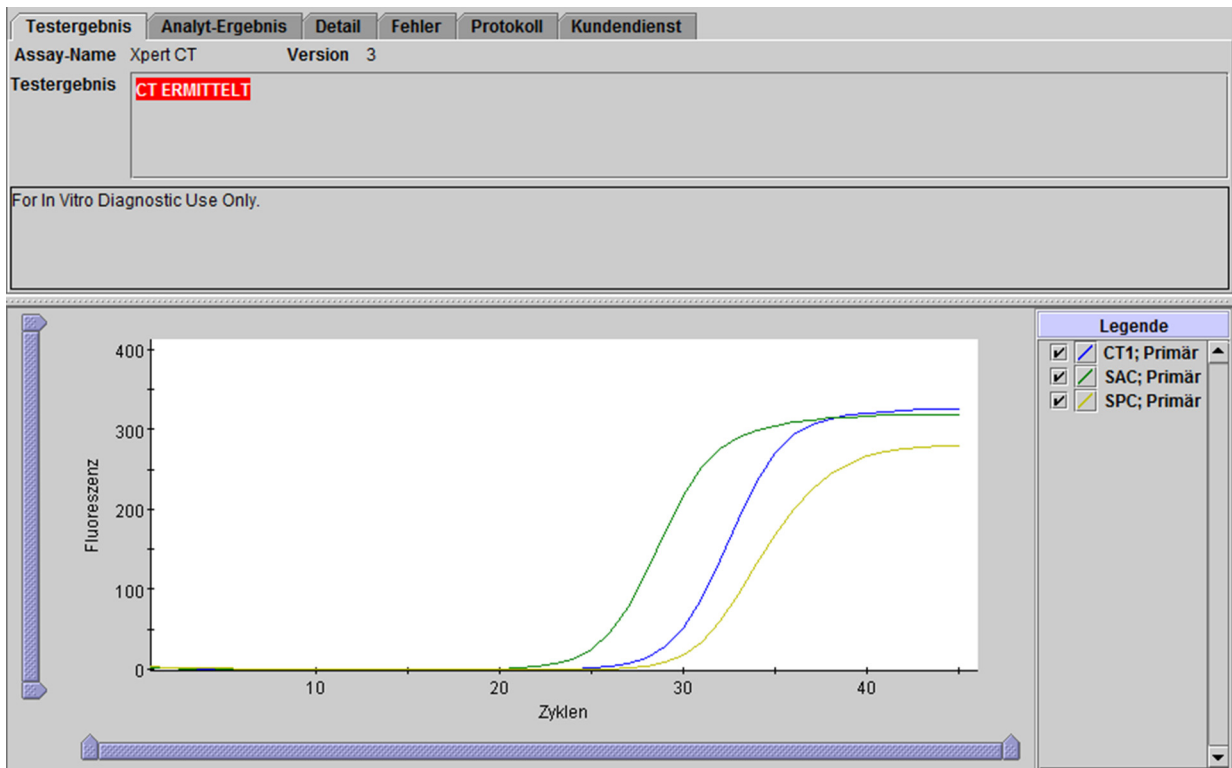 Testergebnis Analyt-Ergebnis Detail Fehler Protokoll Kundendienst
Assay-Name Xpert CT Version 3
Testergebnis CT ERMITTELT
For In Vitro Diagnostic Use Only.
Legende
CT1; Primär
SAC; Primär
SPC; Primär
Fluoreszenz
400
300
200
100
0
10 20 30 40
Zyklen